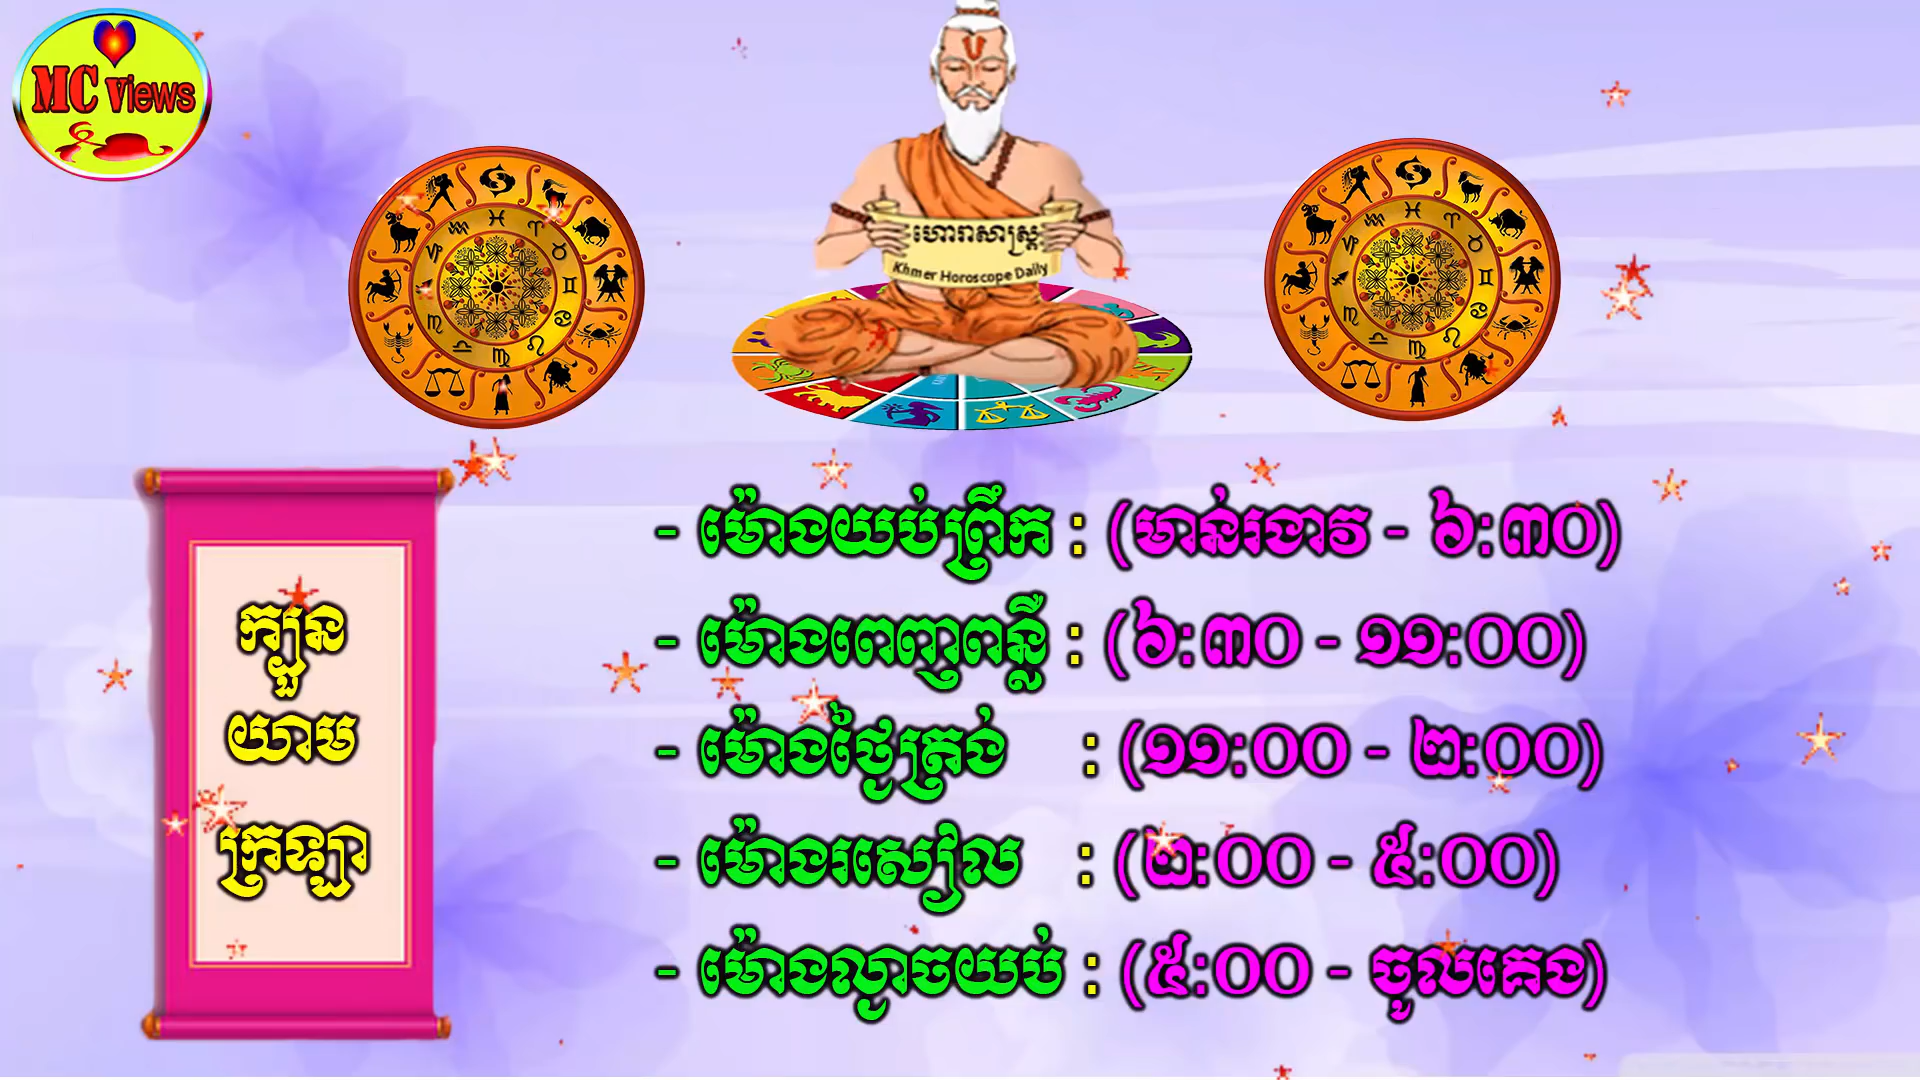 MC Views
ហោរាសាស្ត្រ
Khmer Horoscope Daily
ក្បួន
យាម
ក្រឡា
- ម៉ោងយប់ព្រឹក : (មាន់រងាវ - ៦:៣០)
- ម៉ោងពេញពន្លឺ : (៦:៣០ - ១១:០០)
- ម៉ោងថ្ងៃត្រង់ : (១១:០០ - ២:០០)
- ម៉ោងរសៀល : (២:០០ - ៥:០០)
- ម៉ោងល្ងាចយប់ : (៥:០០ - ចូលគេង)